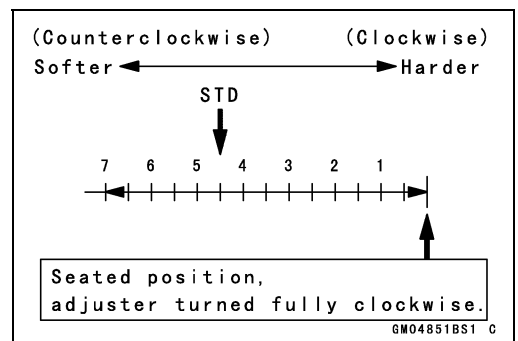 (Counterclockwise) (Clockwise)
Softer Harder
STD
7 6 5 4 3 2 1
Seated position,
adjuster turned fully clockwise.
GM04851BS1 C